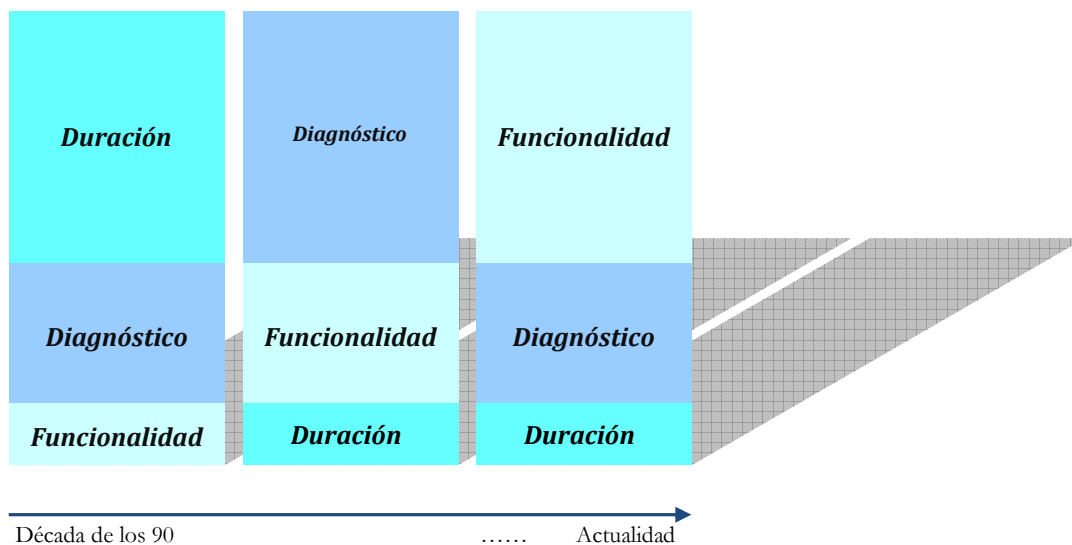 Duración
Diagnóstico
Funcionalidad
Diagnóstico
Funcionalidad
Diagnóstico
Funcionalidad
Duración
Duración
Década de los 90 …… Actualidad